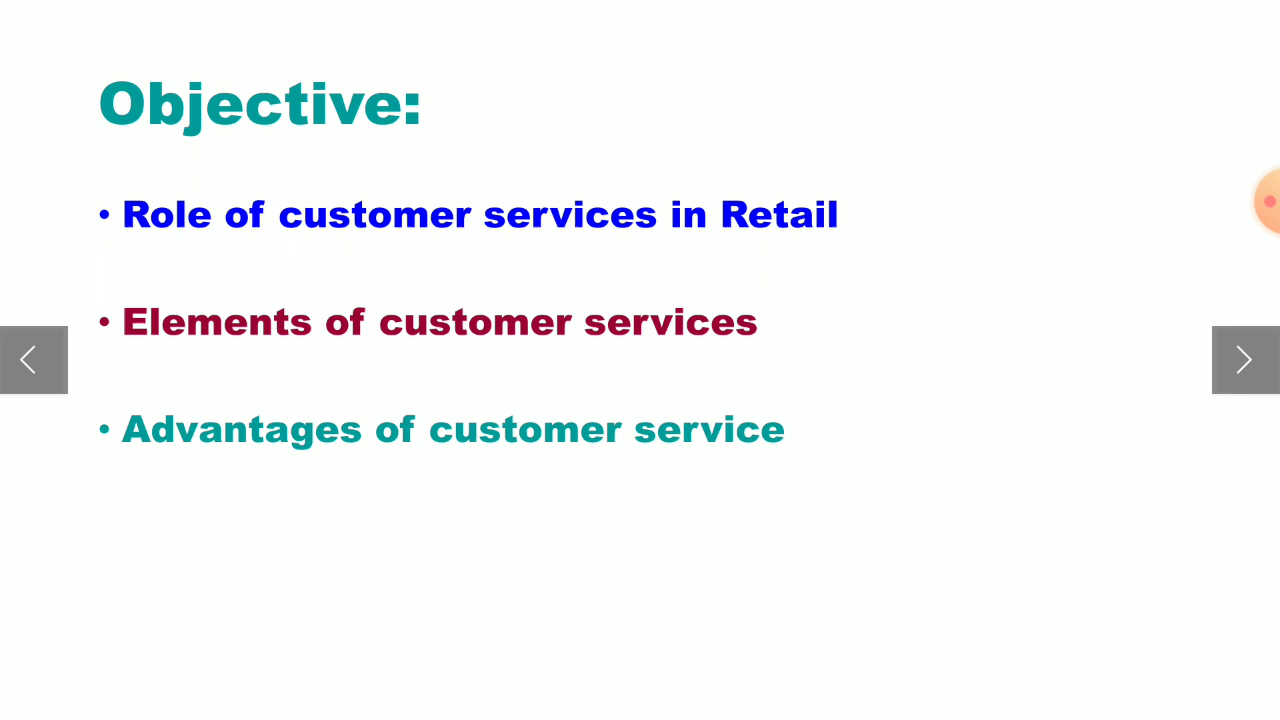 Objective:
• Role of customer services in Retail
• Elements of customer services
• Advantages of customer service